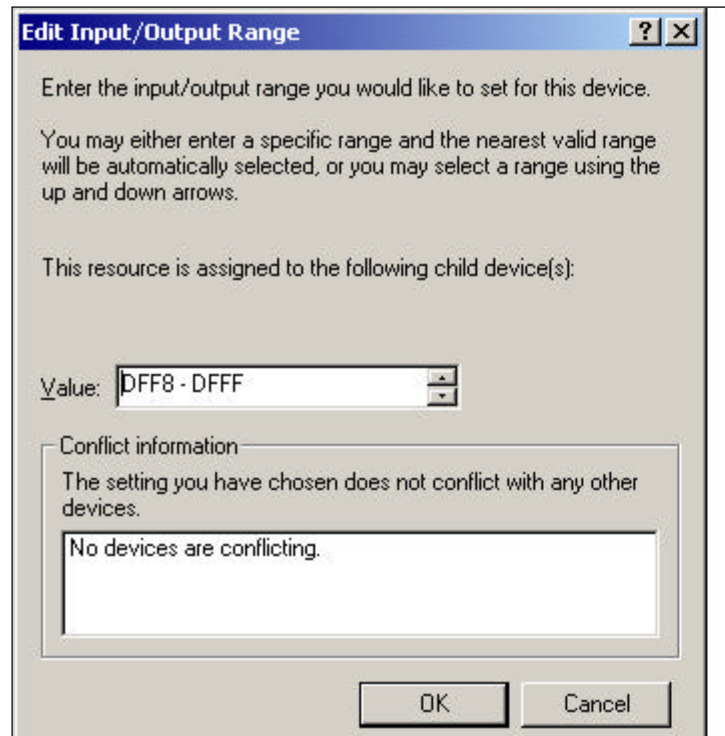 Edit Input/Output Range
Enter the input/output range you would like to set for this device.
You may either enter a specific range and the nearest valid range
will be automatically selected, or you may select a range using the
up and down arrows.
This resource is assigned to the following child device(s):
Value: DFF8 - DFFF
Conflict information
The setting you have chosen does not conflict with any other
devices.
No devices are conflicting.
OK Cancel